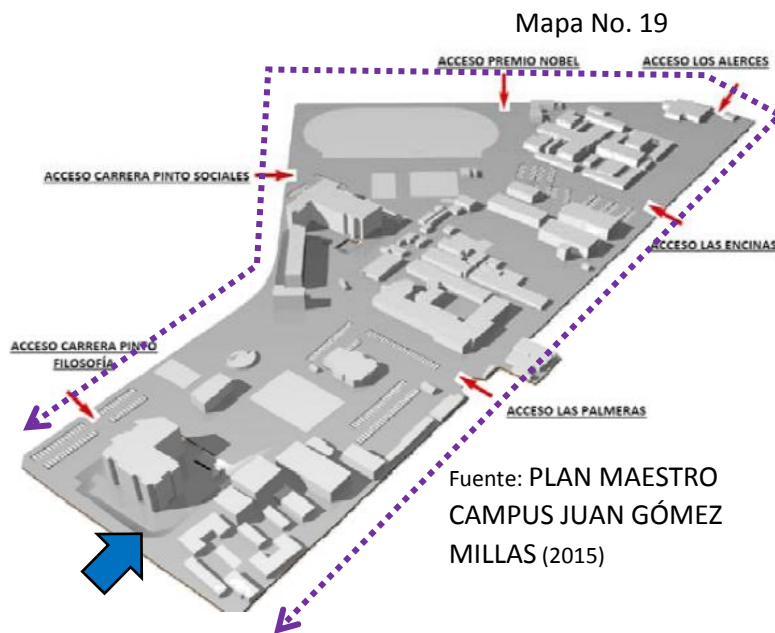 Mapa No. 19
ACCESO PREMIO NOBEL
ACCESO LOS ALERCES
ACCESO CARRERA PINTO SOCIALES
ACCESO LAS ENCINAS
ACCESO CARRERA PINTO
FILOSOFÍA
ACCESO LAS PALMERAS
Fuente: PLAN MAESTRO
CAMPUS JUAN GÓMEZ
MILLAS (2015)